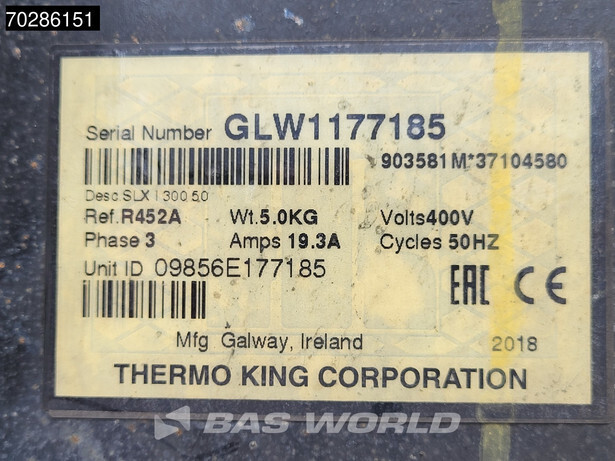 70286151
Serial Number GLW1177185
903581M*37104580
Desc SLX i 300 50
Ref.R452A Wt.5.0KG Volts400V
Phase 3 Amps 19.3A Cycles 50HZ
Unit ID 09856E177185
EAC CE
Mfg Galway, Ireland 2018
THERMO KING CORPORATION
BAS WORLD